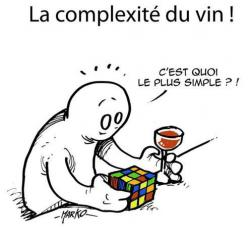 La complexité du vin !
C'EST QUOI
LE PLUS SIMPLE ? !
-MARKO-